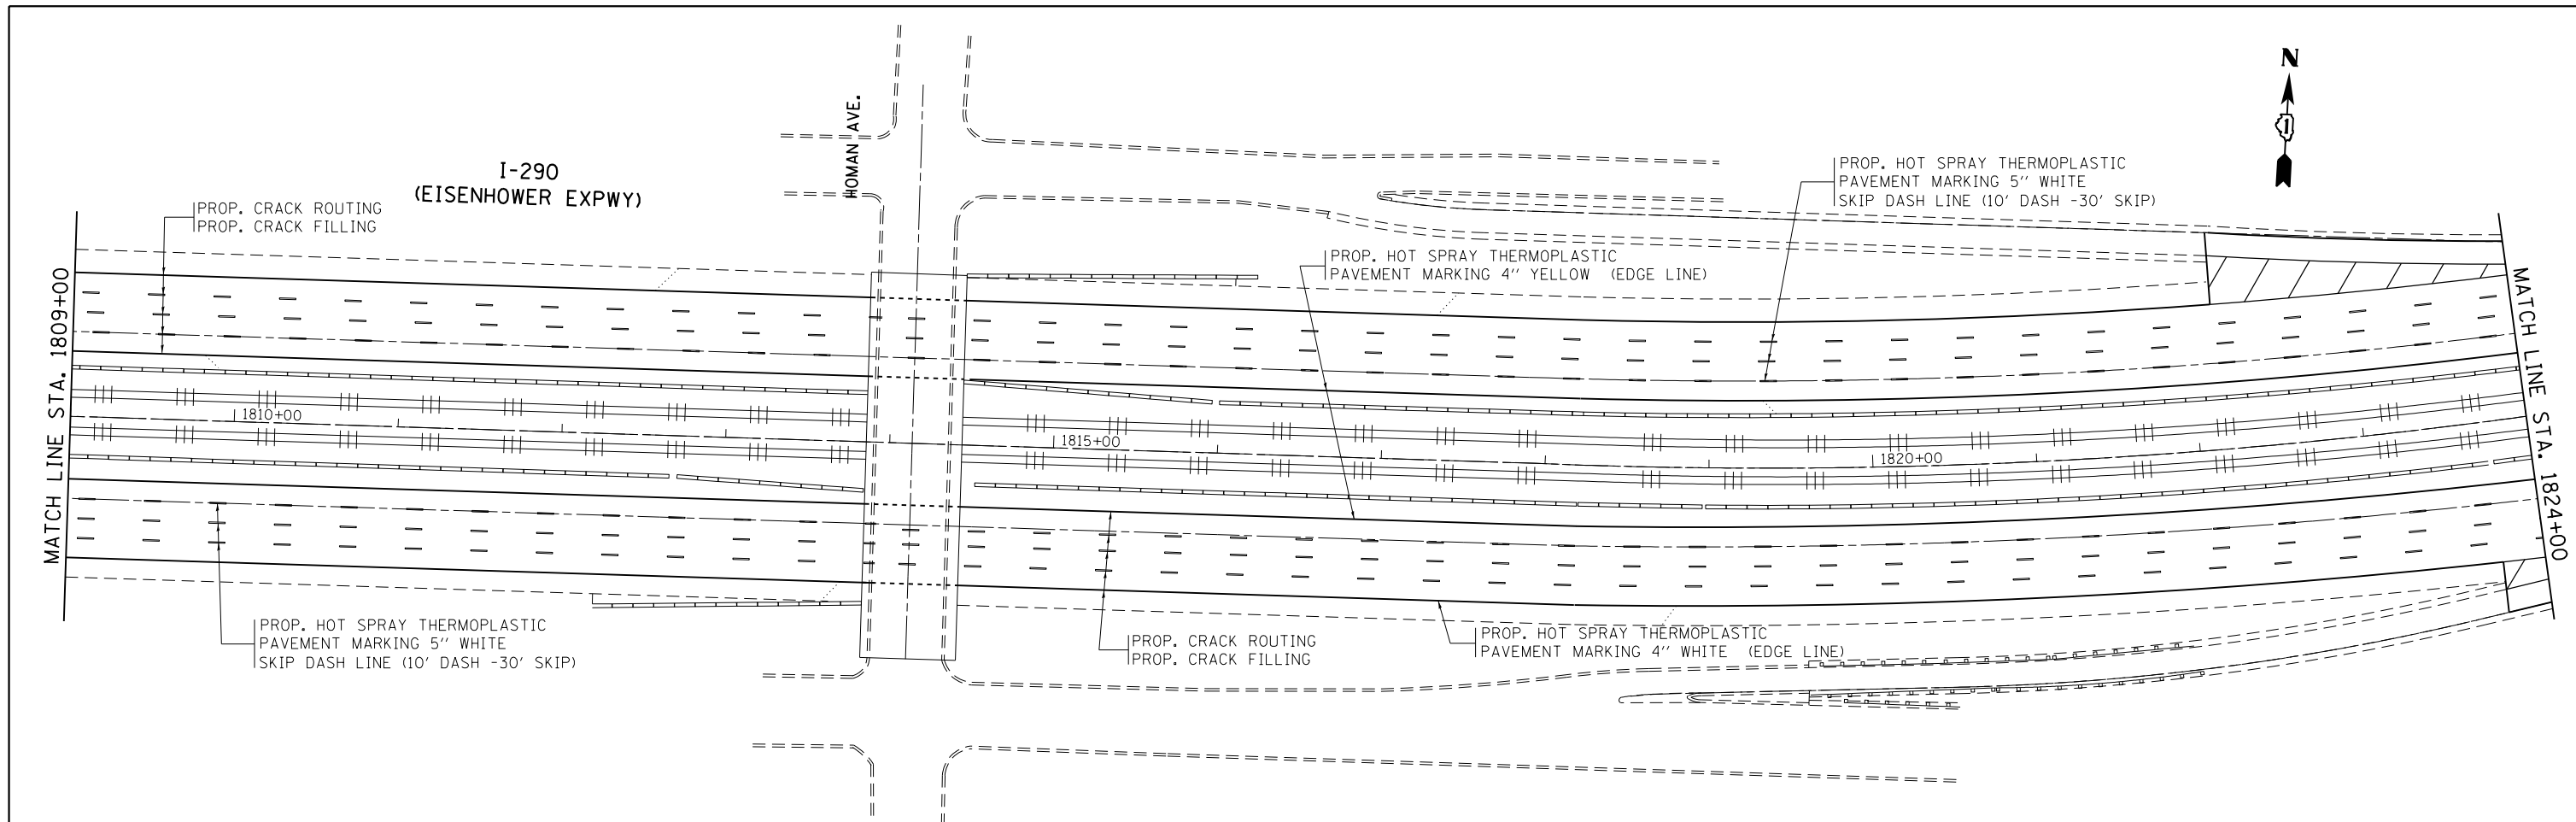 N
1
HOMAN AVE.
I-290
(EISENHOWER EXPWY)
PROP. HOT SPRAY THERMOPLASTIC
PAVEMENT MARKING 5'' WHITE
SKIP DASH LINE (10' DASH -30' SKIP)
PROP. CRACK ROUTING
PROP. CRACK FILLING
PROP. HOT SPRAY THERMOPLASTIC
PAVEMENT MARKING 4'' YELLOW (EDGE LINE)
MATCH LINE STA. 1809+00
MATCH LINE STA. 1824+00
1810+00
1815+00
1820+00
PROP. HOT SPRAY THERMOPLASTIC
PAVEMENT MARKING 5'' WHITE
SKIP DASH LINE (10' DASH -30' SKIP)
PROP. CRACK ROUTING
PROP. CRACK FILLING
PROP. HOT SPRAY THERMOPLASTIC
PAVEMENT MARKING 4'' WHITE (EDGE LINE)